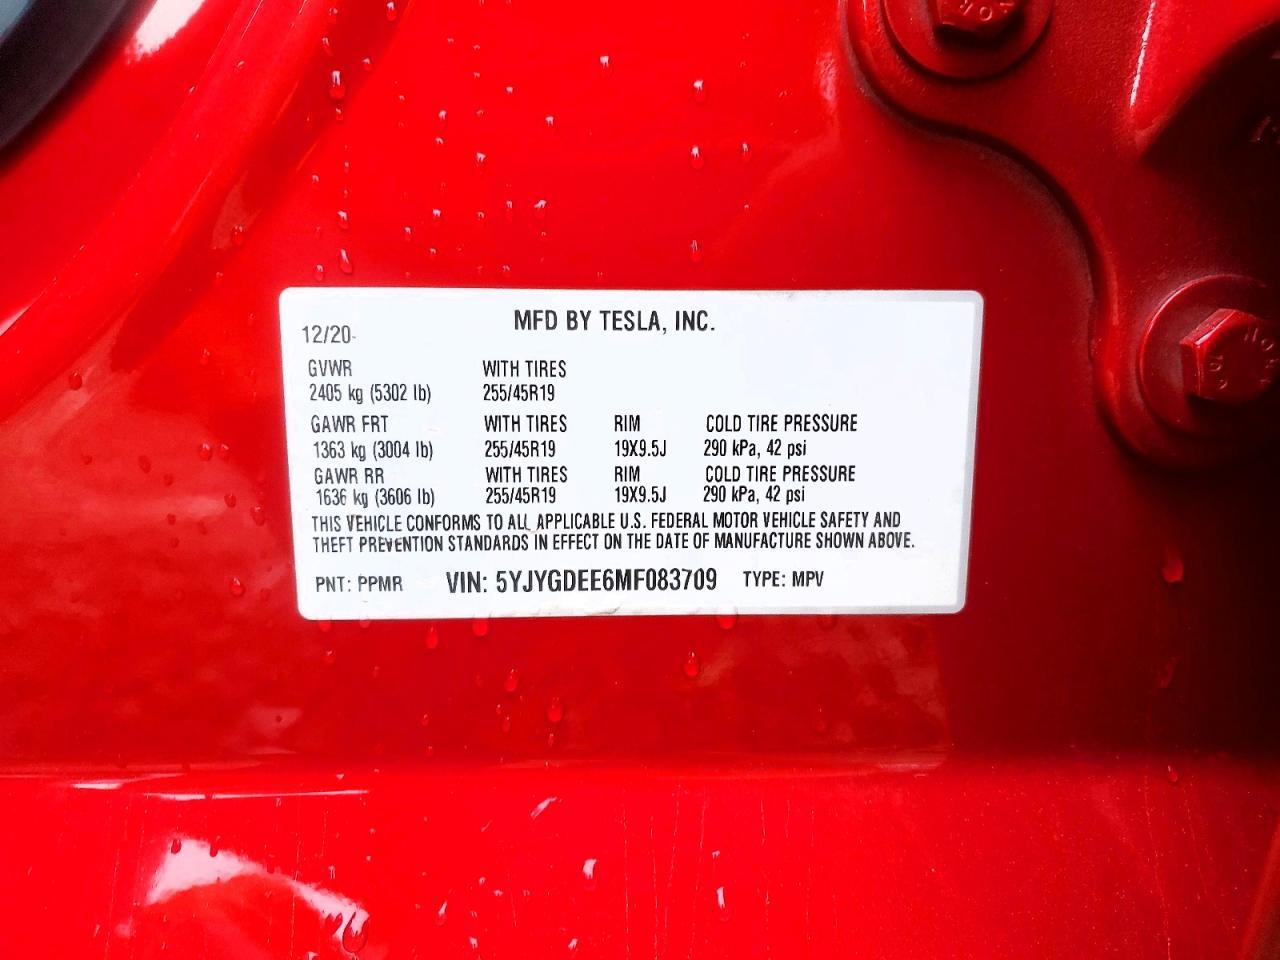 MFD BY TESLA, INC.
12/20
GVWR WITH TIRES
2405 kg (5302 lb) 255/45R19
GAWR FRT WITH TIRES RIM COLD TIRE PRESSURE
1363 kg (3004 lb) 255/45R19 19X9.5J 290 kPa, 42 psi
GAWR RR WITH TIRES RIM COLD TIRE PRESSURE
1636 kg (3606 lb) 255/45R19 19X9.5J 290 kPa, 42 psi
THIS VEHICLE CONFORMS TO ALL APPLICABLE U.S. FEDERAL MOTOR VEHICLE SAFETY AND
THEFT PREVENTION STANDARDS IN EFFECT ON THE DATE OF MANUFACTURE SHOWN ABOVE.
PNT: PPMR VIN: 5YJYGDEE6MF083709 TYPE: MPV